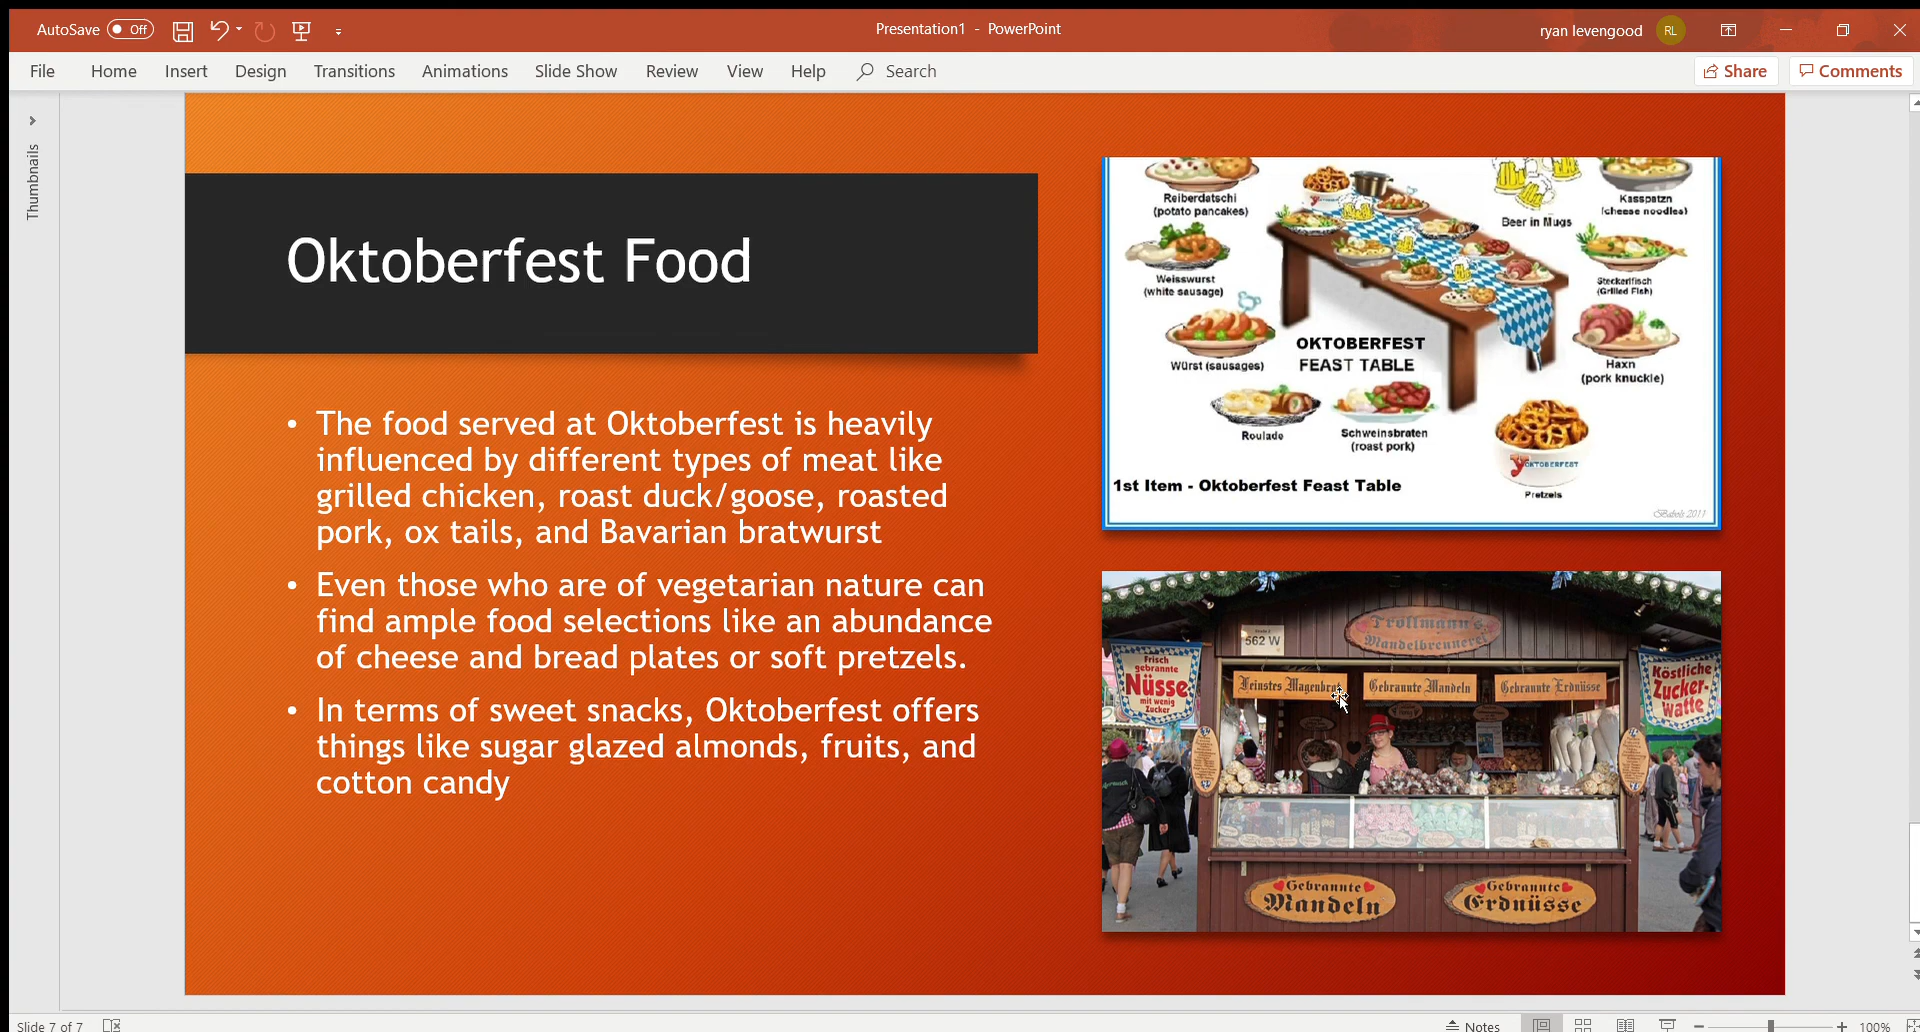 AutoSave Off
Presentation1 - PowerPoint
ryan levengood RL
File Home Insert Design Transitions Animations Slide Show Review View Help Search
Share Comments
Thumbnails
Oktoberfest Food
• The food served at Oktoberfest is heavily
influenced by different types of meat like
grilled chicken, roast duck/goose, roasted
pork, ox tails, and Bavarian bratwurst
• Even those who are of vegetarian nature can
find ample food selections like an abundance
of cheese and bread plates or soft pretzels.
• In terms of sweet snacks, Oktoberfest offers
things like sugar glazed almonds, fruits, and
cotton candy
Reiberdatschi
(potato pancakes)
Beer in Mugs
Kasspatzn
(cheese noodles)
Weisswurst
(white sausage)
Steckerlfisch
(Grilled Fish)
Würst (sausages)
OKTOBERFEST
FEAST TABLE
Haxn
(pork knuckle)
Roulade
Schweinsbraten
(roast pork)
OKTOBERFEST
Pretzels
1st Item - Oktoberfest Feast Table
Babols 2011
Trollmann's
Mandelbrennerei
562 W
Frisch
gebrannte
Nüsse
mit wenig
Zucker
Feinstes
Gebrannte Mandeln
Gebrannte Erdnüsse
Köstliche
Zucker-
Watte
Gebrannte
Mandeln
Gebrannte
Erdnüsse
Slide 7 of 7
Notes
100%